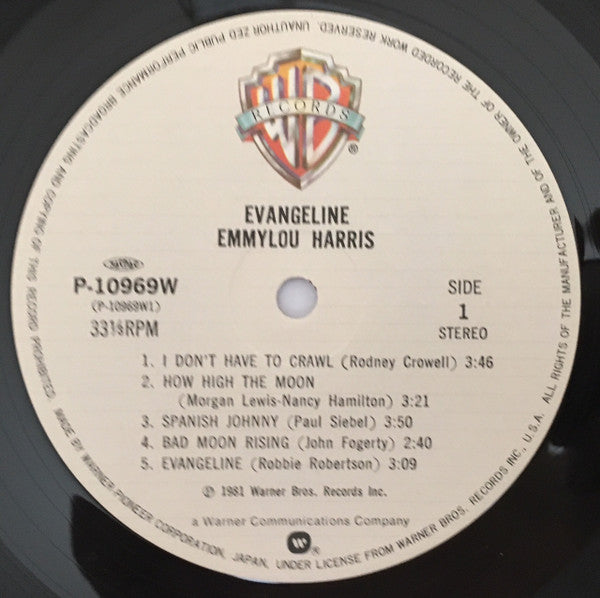 WB
RECORDS
®
EVANGELINE
EMMYLOU HARRIS
P-10969W
(P-10969W1)
33⅓RPM
SIDE
1
STEREO
1. I DON'T HAVE TO CRAWL (Rodney Crowell) 3:46
2. HOW HIGH THE MOON
(Morgan Lewis-Nancy Hamilton) 3:21
3. SPANISH JOHNNY (Paul Siebel) 3:50
4. BAD MOON RISING (John Fogerty) 2:40
5. EVANGELINE (Robbie Robertson) 3:09
℗ 1981 Warner Bros. Records Inc.
a Warner Communications Company
W®
MADE BY WARNER-PIONEER CORPORATION, JAPAN, UNDER LICENSE FROM WARNER BROS. RECORDS INC., U.S.A. ALL RIGHTS OF THE MANUFACTURER AND OF THE OWNER OF THE RECORDED WORK RESERVED. UNAUTHORIZED PUBLIC PERFORMANCE, BROADCASTING AND COPYING OF THIS RECORD PROHIBITED.